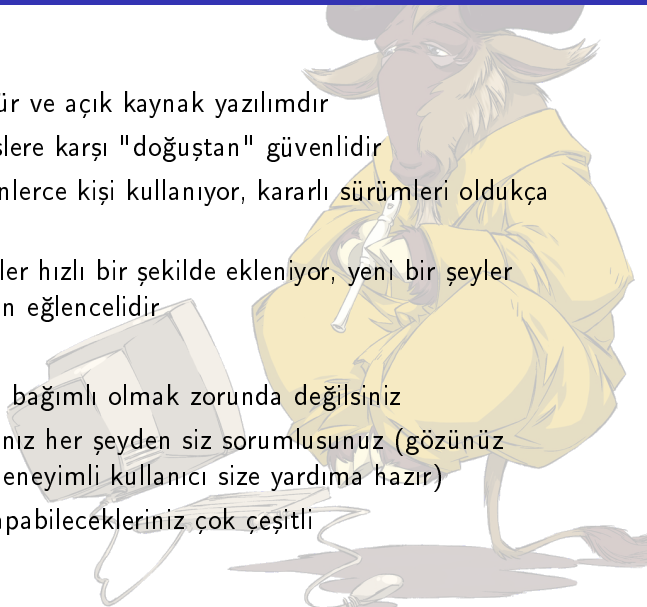 ür ve açık kaynak yazılımdır
slere karşı "doğuştan" güvenlidir
nlerce kişi kullanıyor, kararlı sürümleri oldukça
ler hızlı bir şekilde ekleniyor, yeni bir şeyler
n eğlencelidir
bağımlı olmak zorunda değilsiniz
nız her şeyden siz sorumlusunuz (gözünüz
eneyimli kullanıcı size yardıma hazır)
apabilecekleriniz çok çeşitli